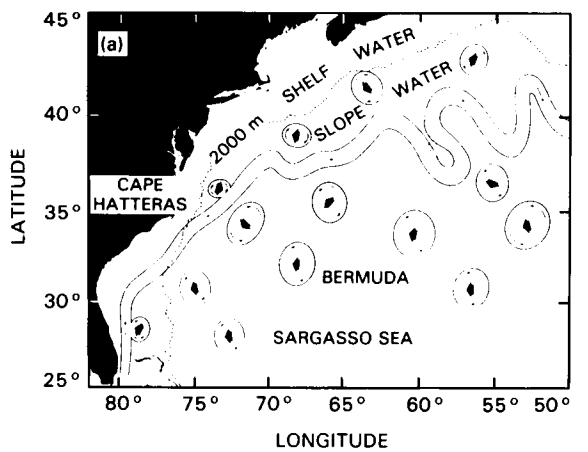 (a)
45°
40°
35°
30°
25°
LATITUDE
SHELF WATER
2000 m
SLOPE WATER
CAPE
HATTERAS
BERMUDA
SARGASSO SEA
80° 75° 70° 65° 60° 55° 50°
LONGITUDE